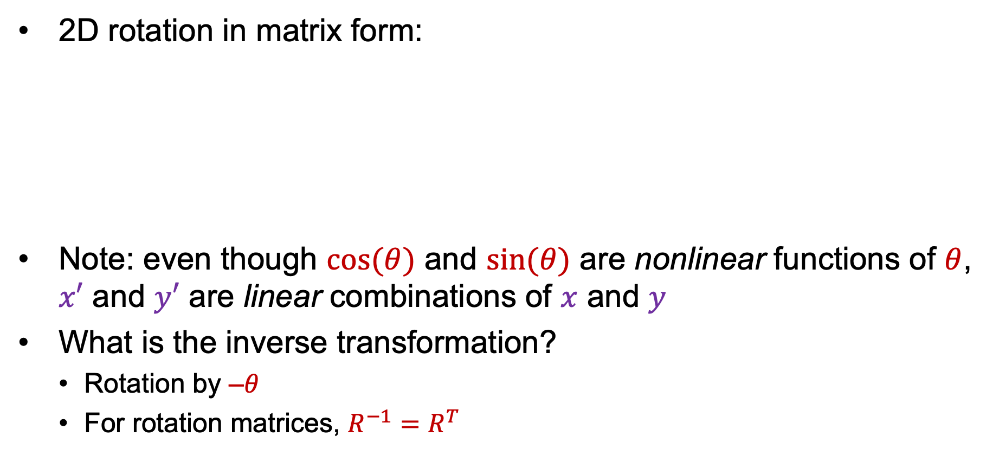 • 2D rotation in matrix form:
• Note: even though cos(θ) and sin(θ) are nonlinear functions of θ,
x′ and y′ are linear combinations of x and y
• What is the inverse transformation?
• Rotation by –θ
• For rotation matrices, R⁻¹ = Rᵀ